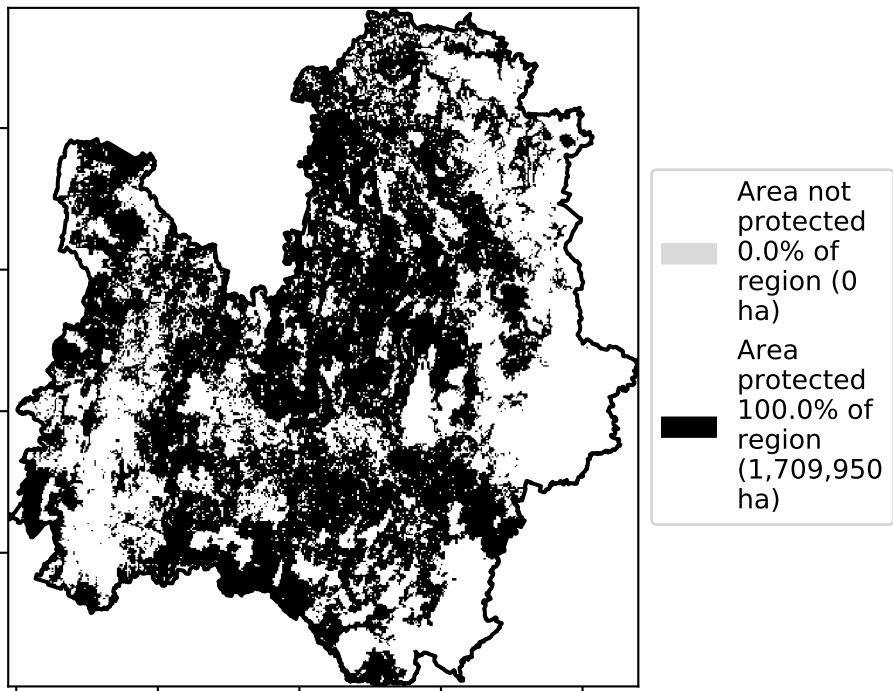 Area not
protected
0.0% of
region (0
ha)
Area
protected
100.0% of
region
(1,709,950
ha)